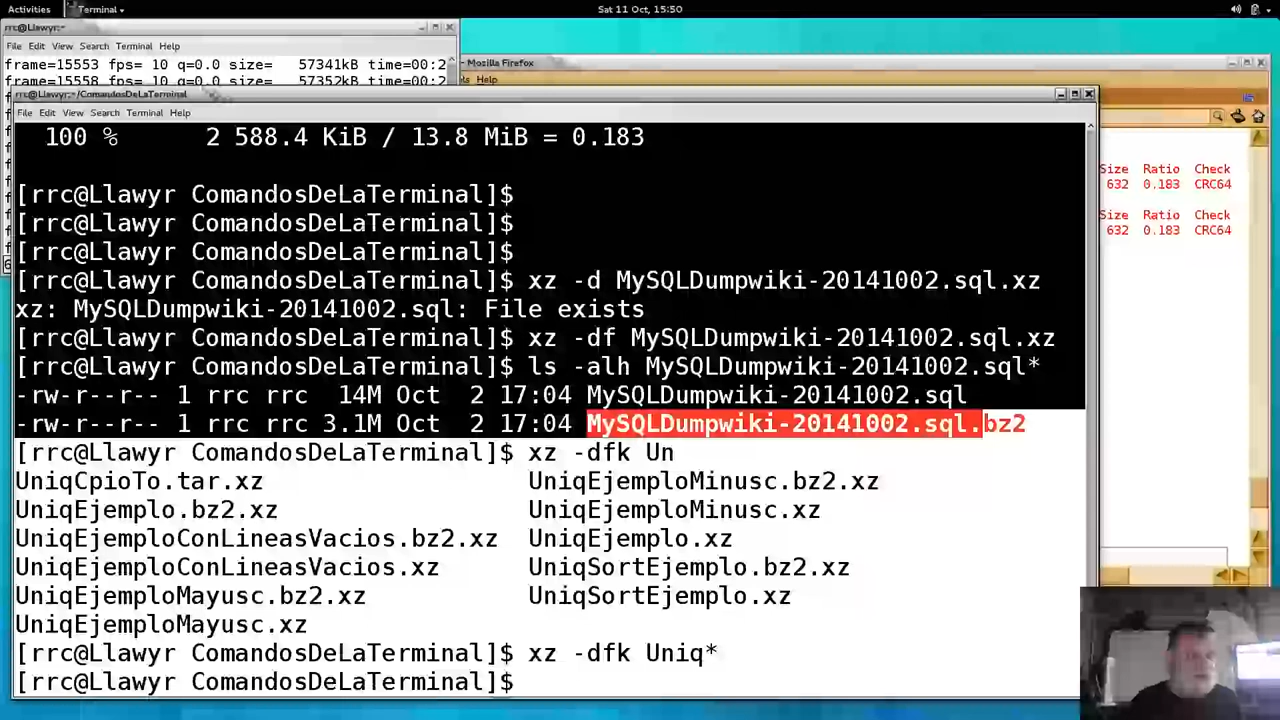 Activities Terminal Sat 11 Oct, 15:50
rrc@Llawyr:~
File Edit View Search Terminal Help
frame=15553 fps= 10 q=0.0 size= 57341kB time=00:2
frame=15558 fps= 10 q=0.0 size= 57352kB time=00:2
- Mozilla Firefox
Help
rrc@Llawyr:~/ComandosDeLaTerminal
File Edit View Search Terminal Help
100 % 2 588.4 KiB / 13.8 MiB = 0.183
[rrc@Llawyr ComandosDeLaTerminal]$
[rrc@Llawyr ComandosDeLaTerminal]$
[rrc@Llawyr ComandosDeLaTerminal]$
[rrc@Llawyr ComandosDeLaTerminal]$ xz -d MySQLDumpwiki-20141002.sql.xz
xz: MySQLDumpwiki-20141002.sql: File exists
[rrc@Llawyr ComandosDeLaTerminal]$ xz -df MySQLDumpwiki-20141002.sql.xz
[rrc@Llawyr ComandosDeLaTerminal]$ ls -alh MySQLDumpwiki-20141002.sql*
-rw-r--r-- 1 rrc rrc 14M Oct 2 17:04 MySQLDumpwiki-20141002.sql
-rw-r--r-- 1 rrc rrc 3.1M Oct 2 17:04 MySQLDumpwiki-20141002.sql.bz2
[rrc@Llawyr ComandosDeLaTerminal]$ xz -dfk Un
UniqCpioTo.tar.xz UniqEjemploMinusc.bz2.xz
UniqEjemplo.bz2.xz UniqEjemploMinusc.xz
UniqEjemploConLineasVacios.bz2.xz UniqEjemplo.xz
UniqEjemploConLineasVacios.xz UniqSortEjemplo.bz2.xz
UniqEjemploMayusc.bz2.xz UniqSortEjemplo.xz
UniqEjemploMayusc.xz
[rrc@Llawyr ComandosDeLaTerminal]$ xz -dfk Uniq*
[rrc@Llawyr ComandosDeLaTerminal]$
Size Ratio Check
632 0.183 CRC64
Size Ratio Check
632 0.183 CRC64